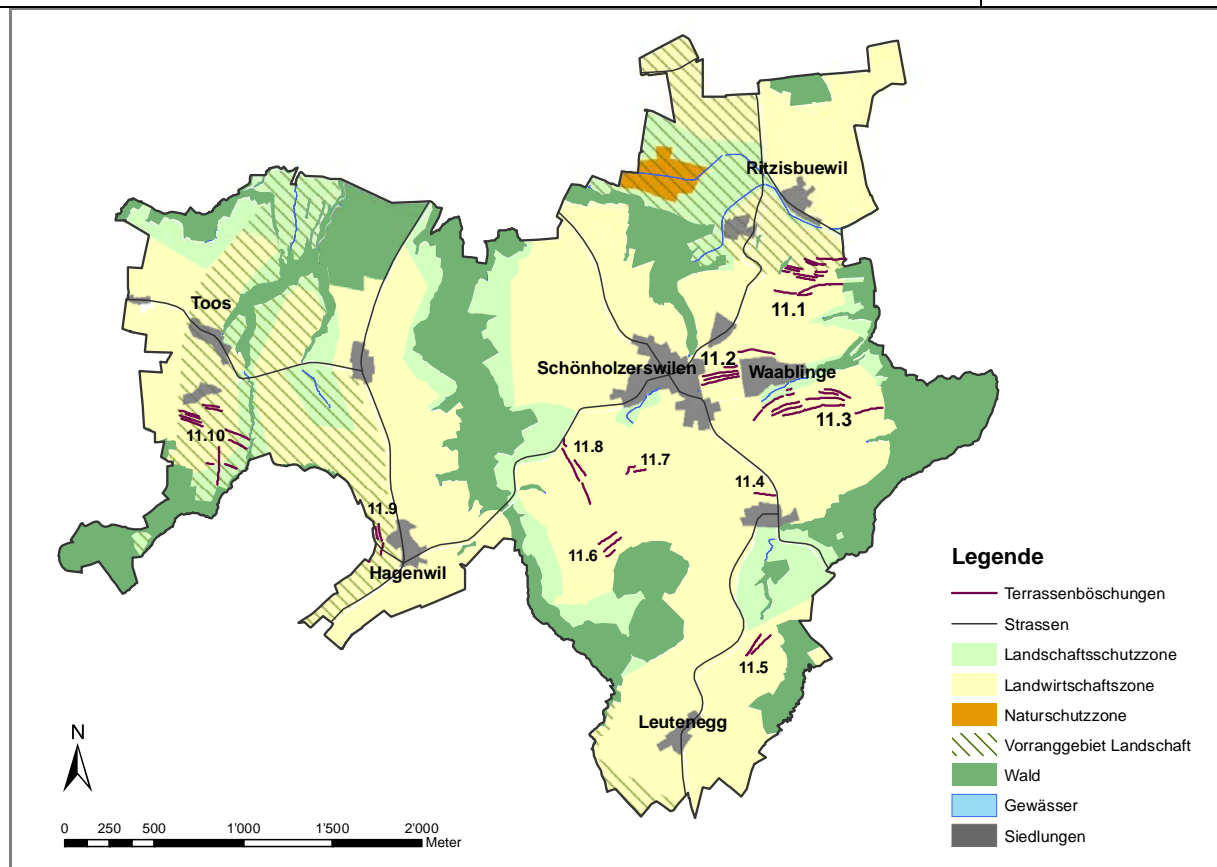 Ritzisbuewil
Toos
11.1
11.2
Schönholzerswilen
Waablinge
11.3
11.10
11.8
11.7
11.4
11.9
11.6
Hagenwil
11.5
Leutenegg
N
0 250 500 1'000 1'500 2'000
Meter
Legende
Terrassenböschungen
Strassen
Landschaftsschutzzone
Landwirtschaftszone
Naturschutzzone
Vorranggebiet Landschaft
Wald
Gewässer
Siedlungen